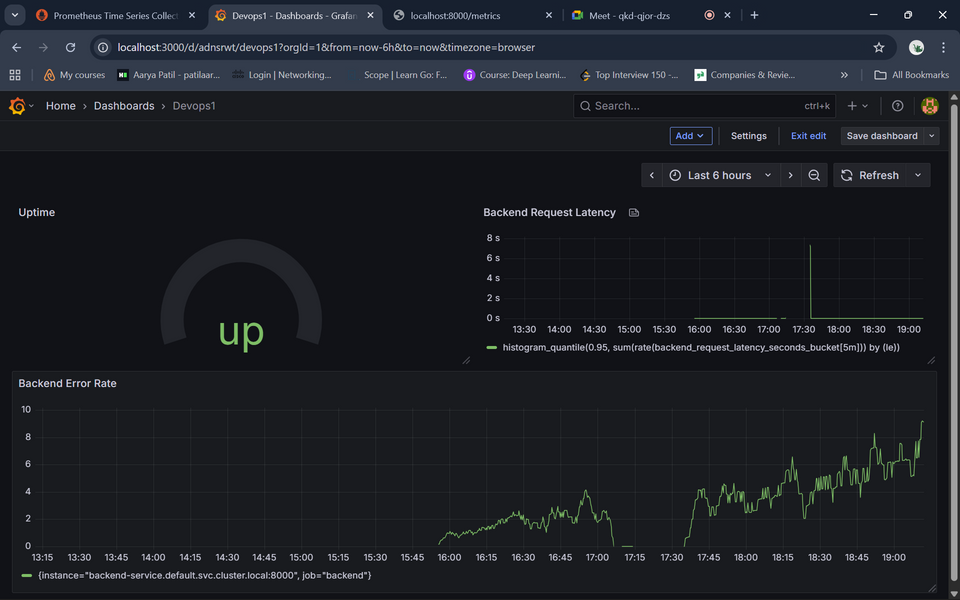 Prometheus Time Series Collect
Devops1 - Dashboards - Grafan
localhost:8000/metrics
Meet - qkd-qjor-dzs
localhost:3000/d/adnsrwt/devops1?orgId=1&from=now-6h&to=now&timezone=browser
My courses
Aarya Patil - patilaar...
Login | Networking...
Scope | Learn Go: F...
Course: Deep Learni...
Top Interview 150 -...
Companies & Revie...
All Bookmarks
Home › Dashboards › Devops1
Search...
ctrl+k
Add
Settings
Exit edit
Save dashboard
Last 6 hours
Refresh
Uptime
up
Backend Request Latency
8 s
6 s
4 s
2 s
0 s
13:30 14:00 14:30 15:00 15:30 16:00 16:30 17:00 17:30 18:00 18:30 19:00
histogram_quantile(0.95, sum(rate(backend_request_latency_seconds_bucket[5m])) by (le))
Backend Error Rate
10
8
6
4
2
0
13:15 13:30 13:45 14:00 14:15 14:30 14:45 15:00 15:15 15:30 15:45 16:00 16:15 16:30 16:45 17:00 17:15 17:30 17:45 18:00 18:15 18:30 18:45 19:00
{instance="backend-service.default.svc.cluster.local:8000", job="backend"}